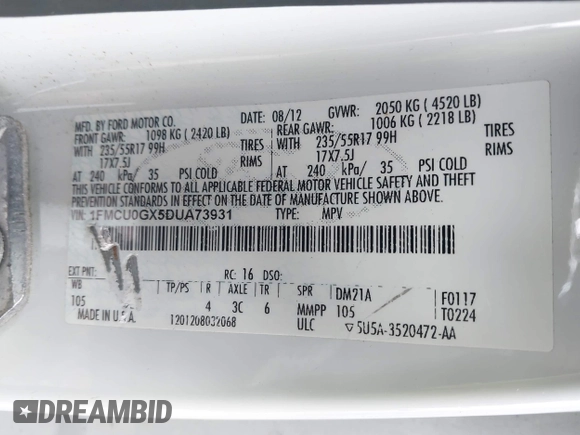 MFD. BY FORD MOTOR CO.
DATE: 08/12 GVWR: 2050 KG ( 4520 LB)
FRONT GAWR: 1098 KG ( 2420 LB) REAR GAWR: 1006 KG ( 2218 LB)
WITH 235/55R17 99H TIRES WITH 235/55R17 99H TIRES
17X7.5J RIMS 17X7.5J RIMS
AT 240 kPa/ 35 PSI COLD AT 240 kPa/ 35 PSI COLD
THIS VEHICLE CONFORMS TO ALL APPLICABLE FEDERAL MOTOR VEHICLE SAFETY, BUMPER, AND THEFT
PREVENTION STANDARDS IN EFFECT ON THE DATE OF MANUFACTURE SHOWN ABOVE.
VIN: 1FMCU0GX5DUA73931 TYPE: MPV
EXT PNT: RC: 16 DSO:
WB TP/PS R AXLE TR SPR DM21A F0117
105 4 3C 6 MMPP 105 T0224
MADE IN U.S.A. 1201208032068 ULC 5U5A-3520472-AA
DREAMBID